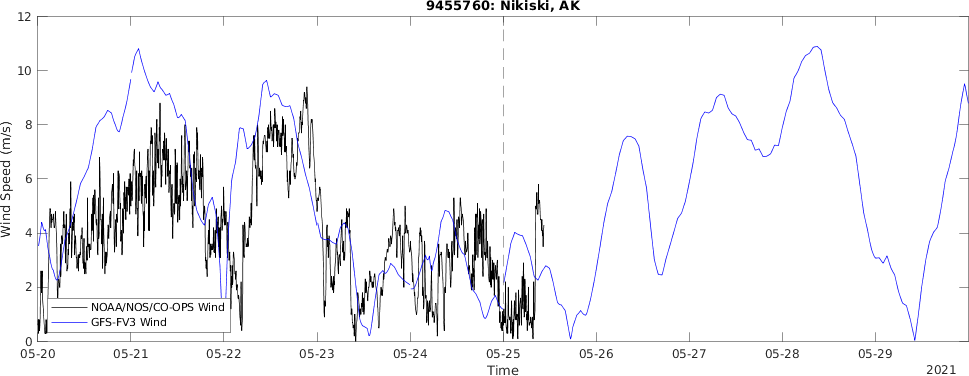 9455760: Nikiski, AK
Wind Speed (m/s)
12
10
8
6
4
2
0
NOAA/NOS/CO-OPS Wind
GFS-FV3 Wind
05-20 05-21 05-22 05-23 05-24 05-25 05-26 05-27 05-28 05-29
Time
2021